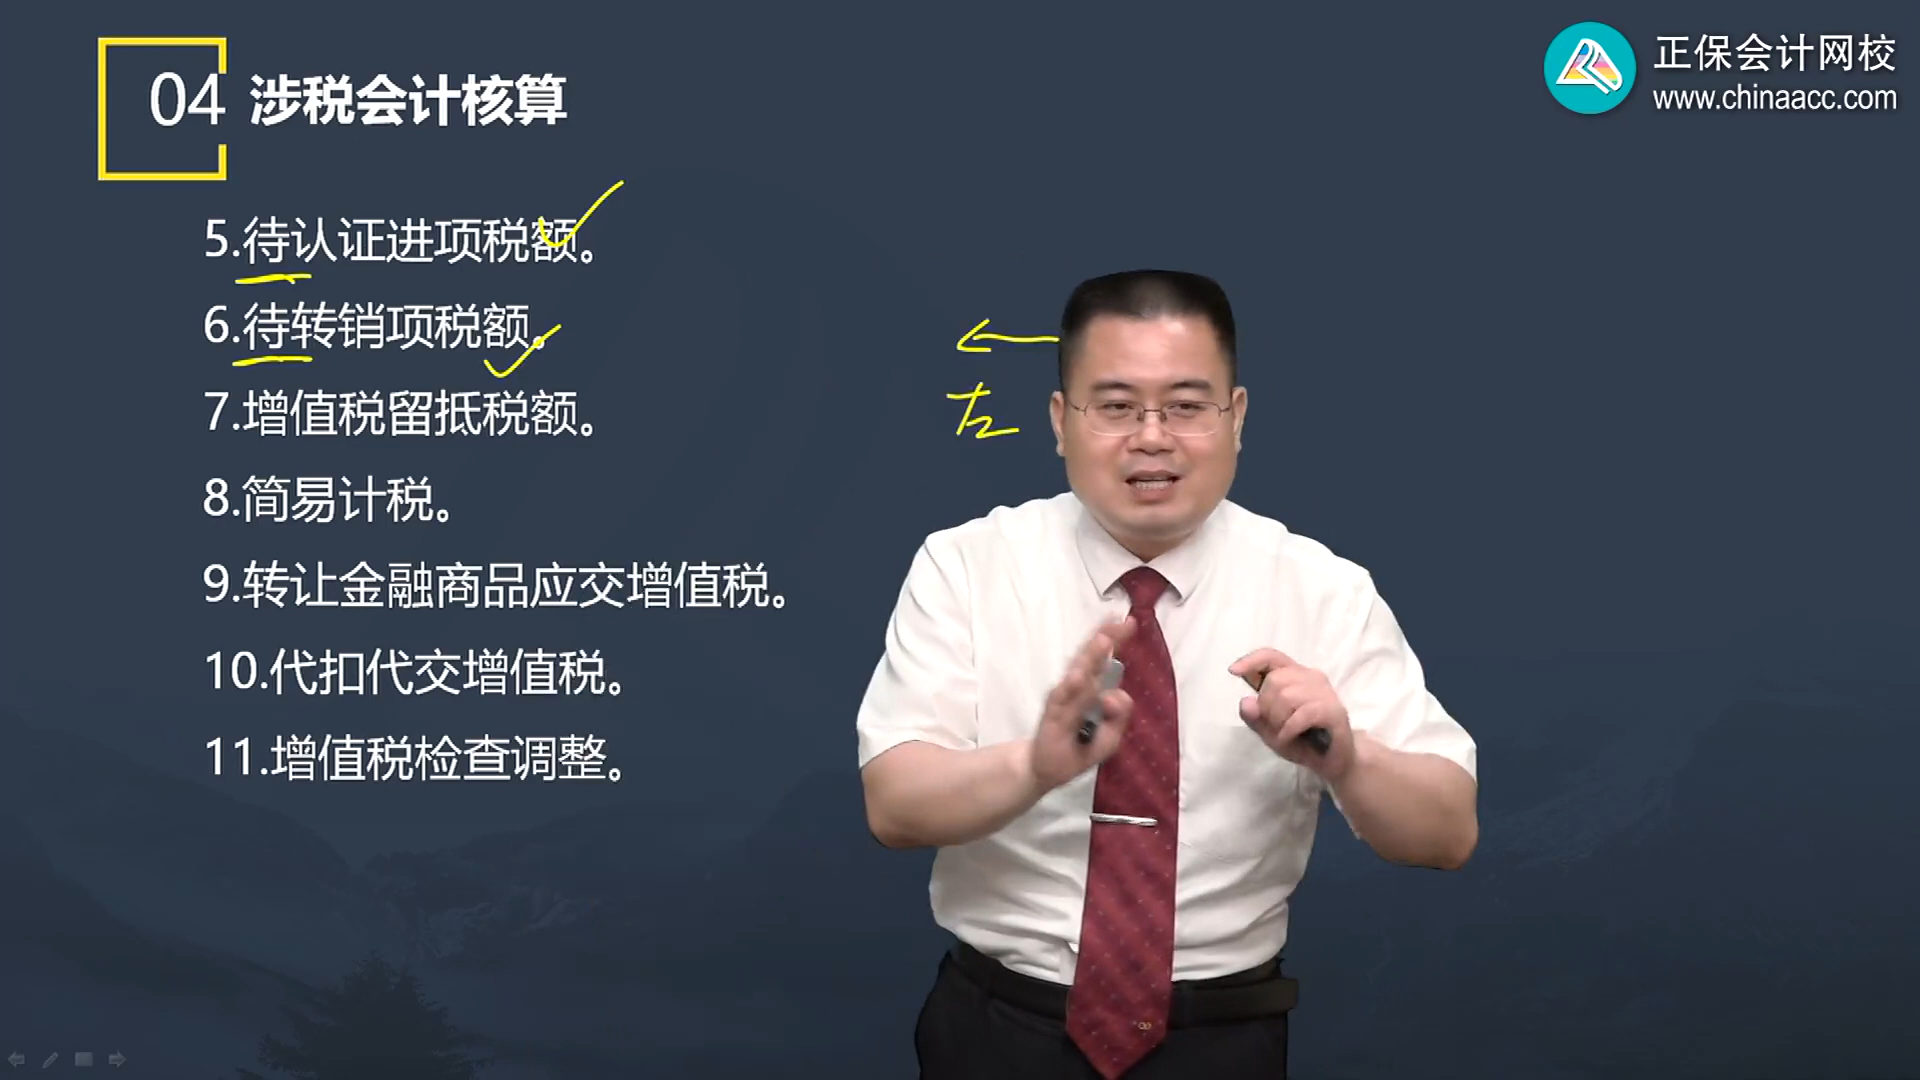 正保会计网校
www.chinaacc.com
04 涉税会计核算
5.待认证进项税额。
6.待转销项税额。
7.增值税留抵税额。
8.简易计税。
9.转让金融商品应交增值税。
10.代扣代交增值税。
11.增值税检查调整。
左